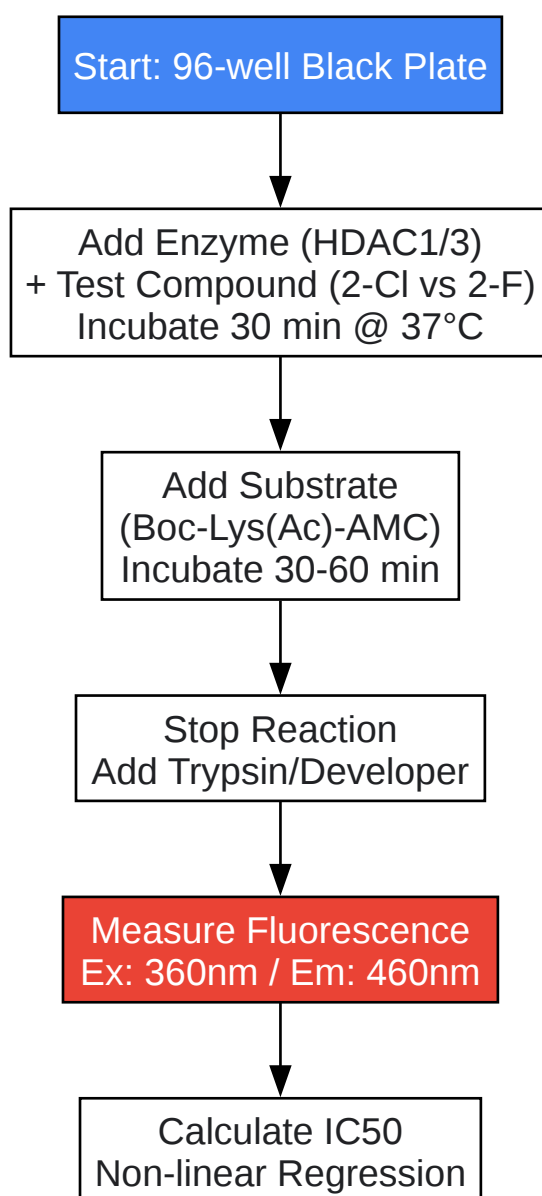 Start: 96-well Black Plate
Add Enzyme (HDAC1/3)
+ Test Compound (2-Cl vs 2-F)
Incubate 30 min @ 37°C
Add Substrate
(Boc-Lys(Ac)-AMC)
Incubate 30-60 min
Stop Reaction
Add Trypsin/Developer
Measure Fluorescence
Ex: 360nm / Em: 460nm
Calculate IC50
Non-linear Regression